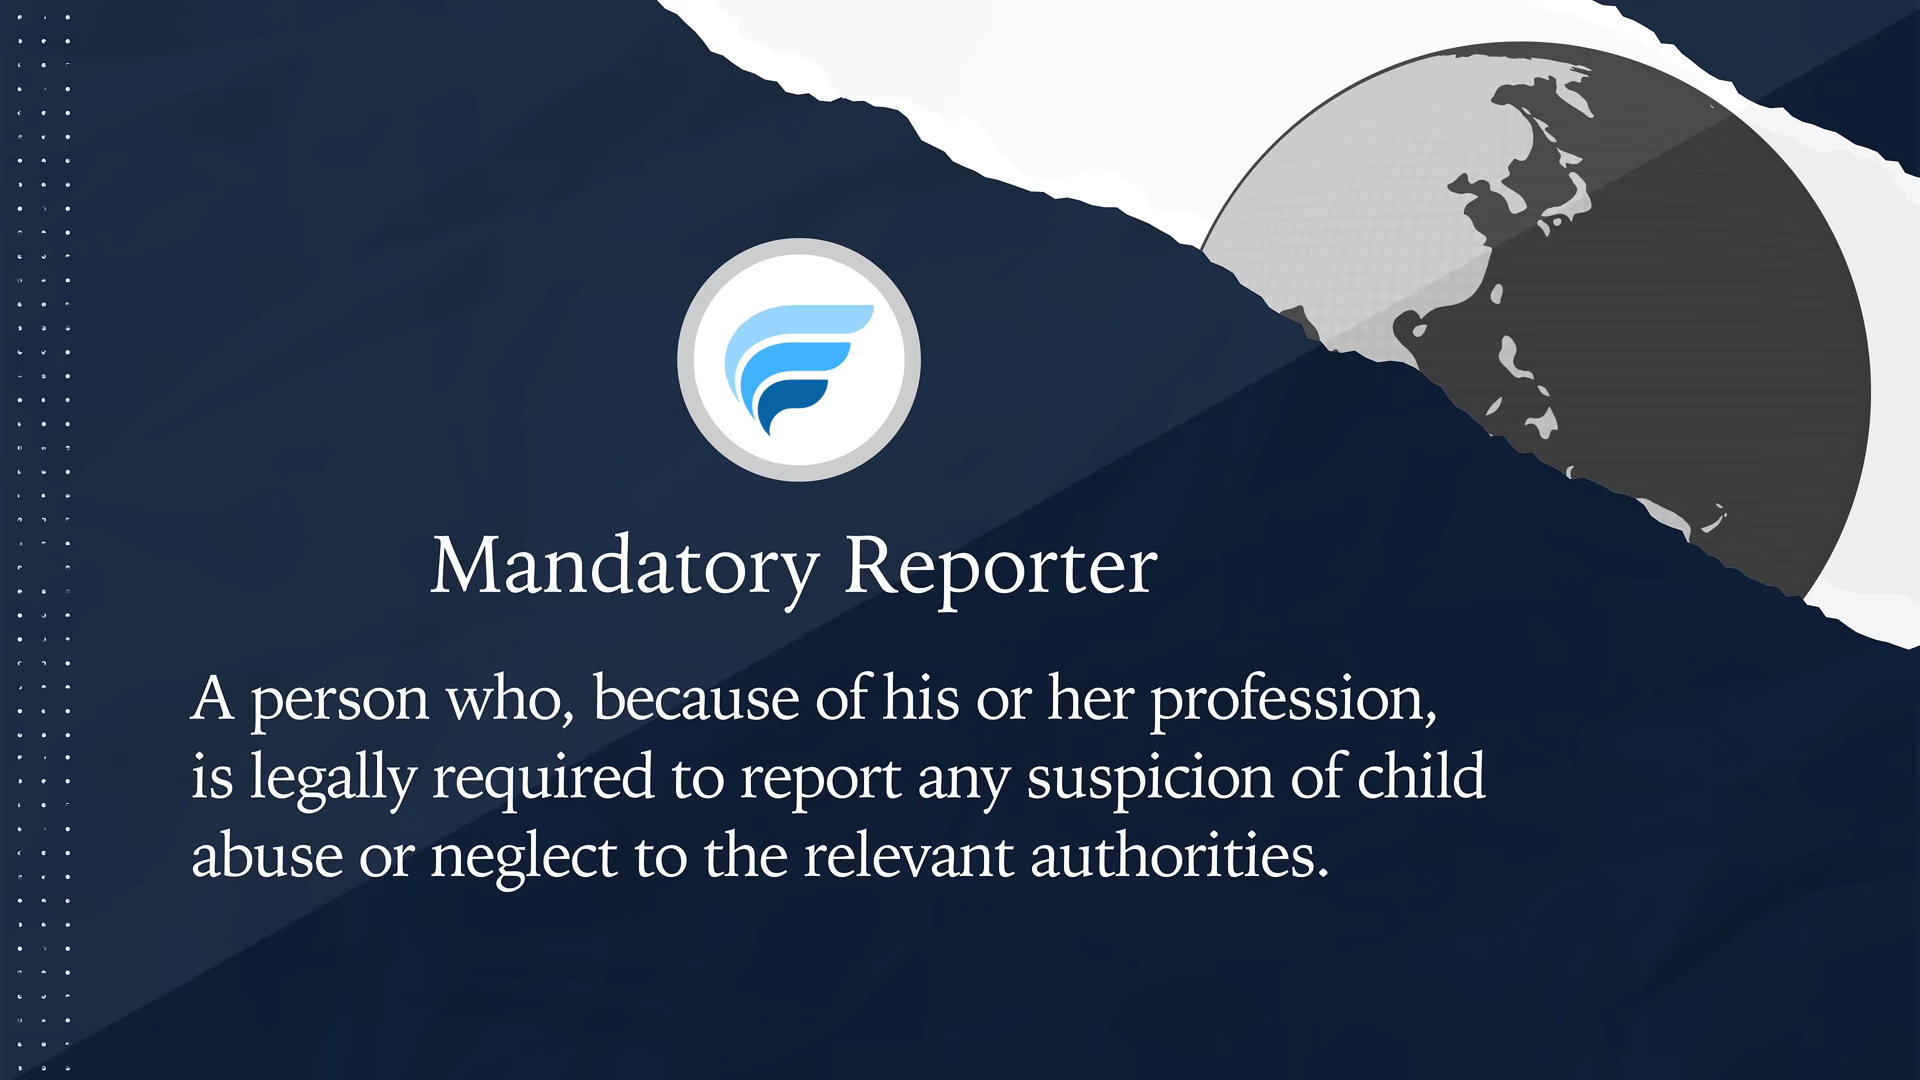 Mandatory Reporter
A person who, because of his or her profession,
is legally required to report any suspicion of child
abuse or neglect to the relevant authorities.